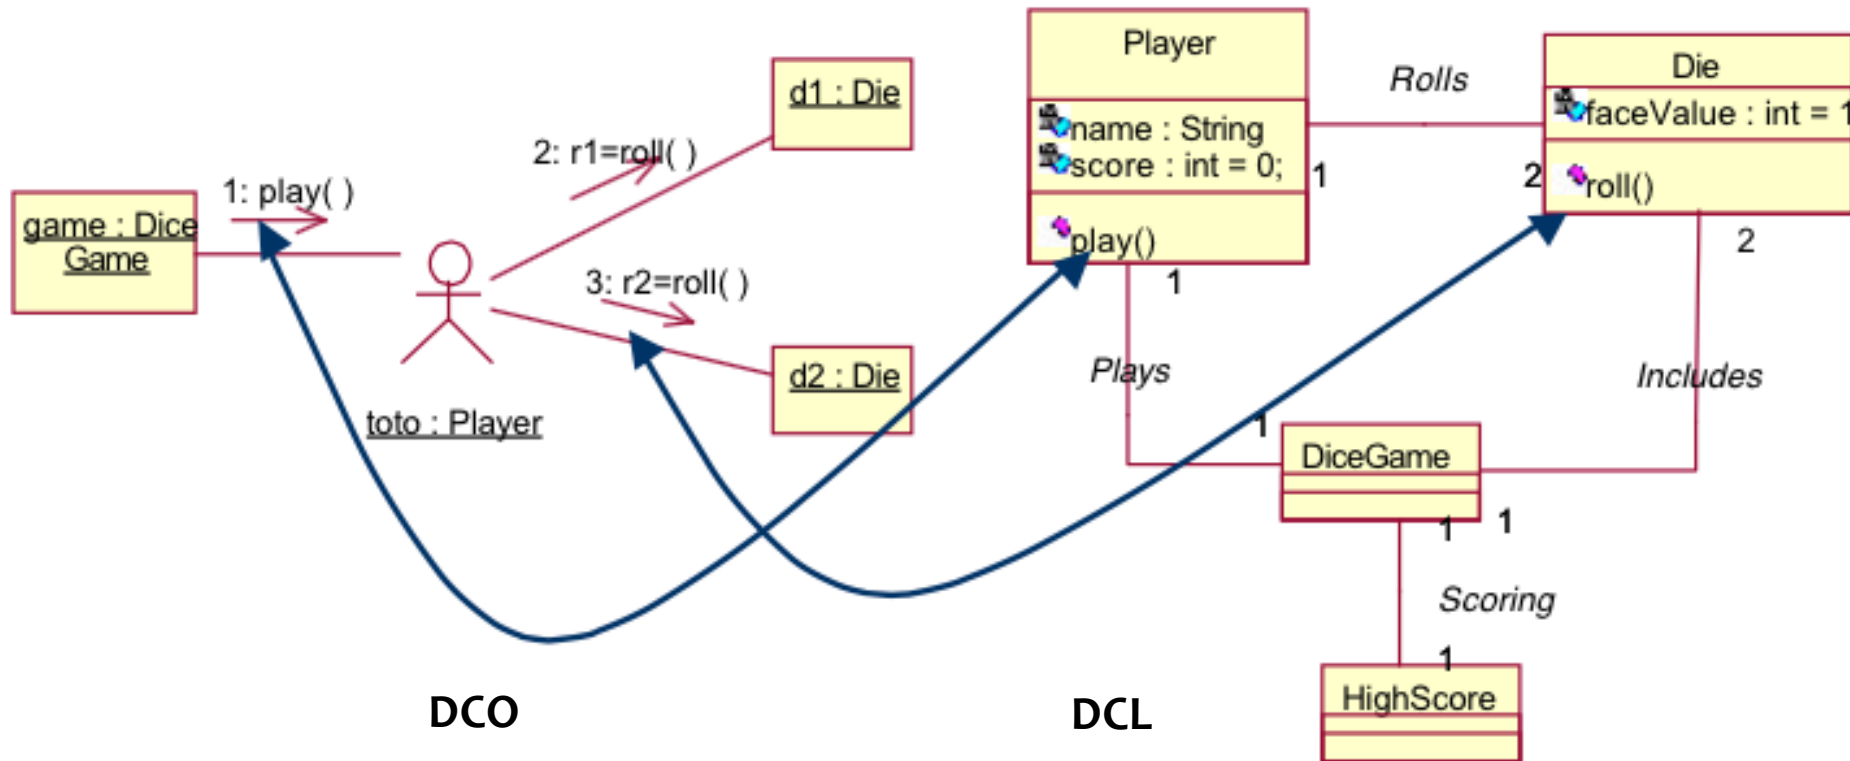 game : Dice
Game
1: play( )
2: r1=roll( )
d1 : Die
3: r2=roll( )
d2 : Die
toto : Player
DCO
Player
name : String
score : int = 0;
play()
1
Rolls
1
2
Die
faceValue : int = 1
roll()
2
Plays
Includes
1
DiceGame
1
1
Scoring
1
HighScore
DCL